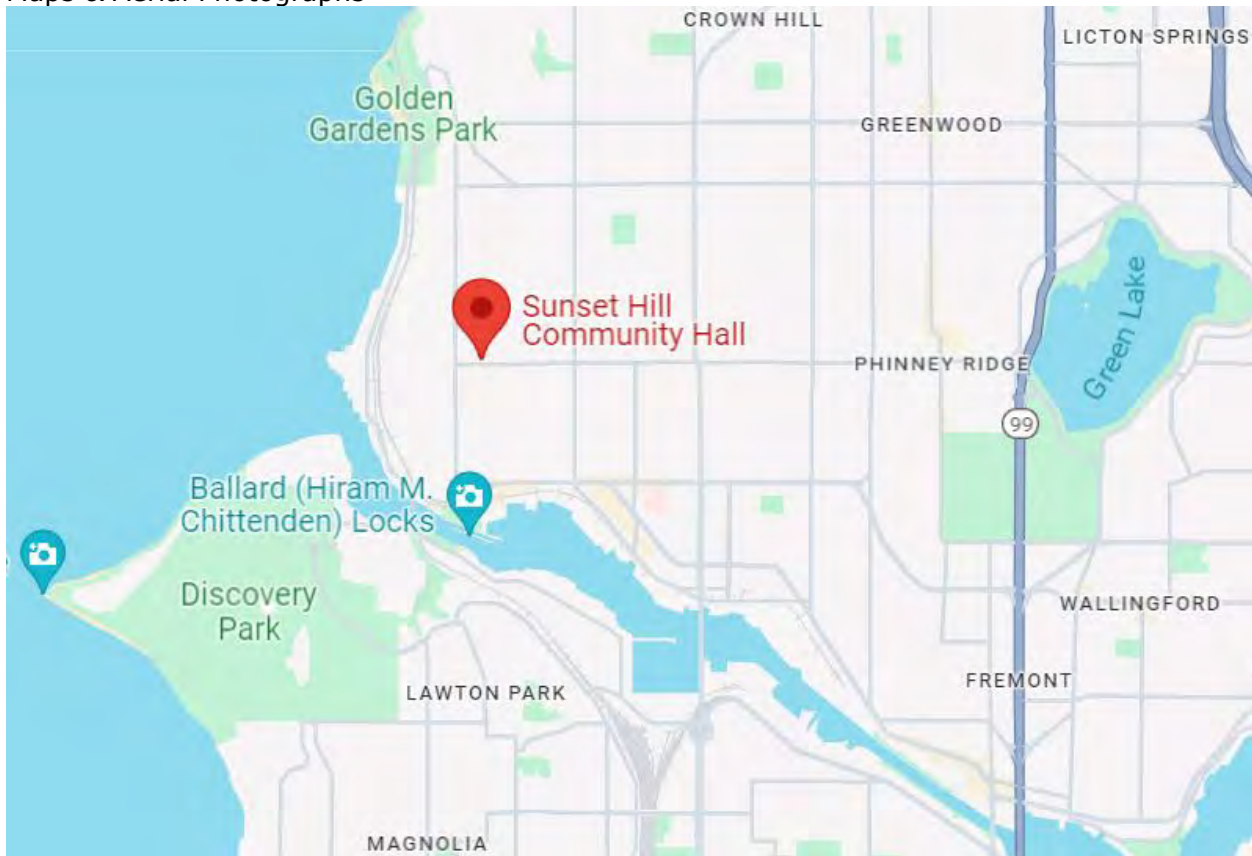 Maps & Aerial Photographs
CROWN HILL
LICTON SPRINGS
Golden
Gardens Park
GREENWOOD
Sunset Hill
Community Hall
PHINNEY RIDGE
Green Lake
99
Ballard (Hiram M.
Chittenden) Locks
Discovery
Park
WALLINGFORD
FREMONT
LAWTON PARK
MAGNOLIA